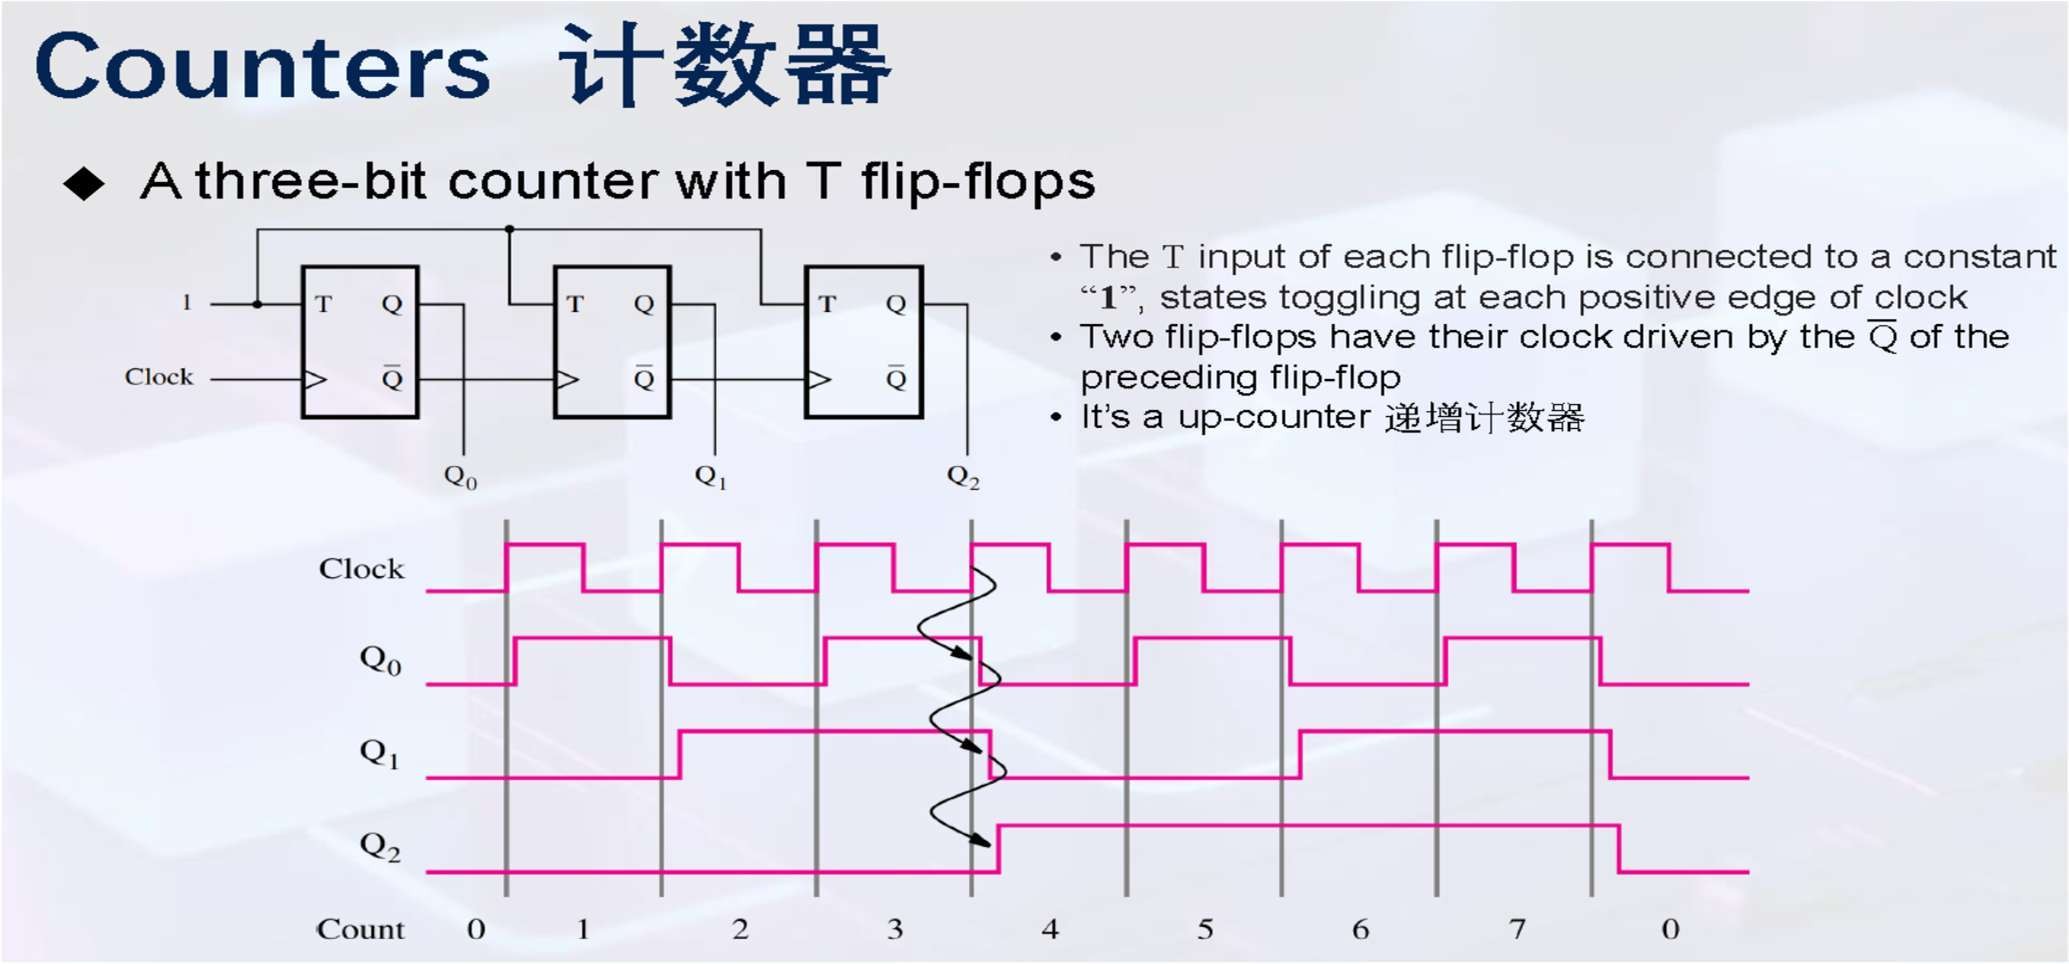 Counters 计数器
◆ A three-bit counter with T flip-flops
1 T Q T Q T Q
Clock Q̅ Q̅ Q̅
Q₀ Q₁ Q₂
• The T input of each flip-flop is connected to a constant
“1”, states toggling at each positive edge of clock
• Two flip-flops have their clock driven by the Q̅ of the
preceding flip-flop
• It’s a up-counter 递增计数器
Clock
Q₀
Q₁
Q₂
Count 0 1 2 3 4 5 6 7 0